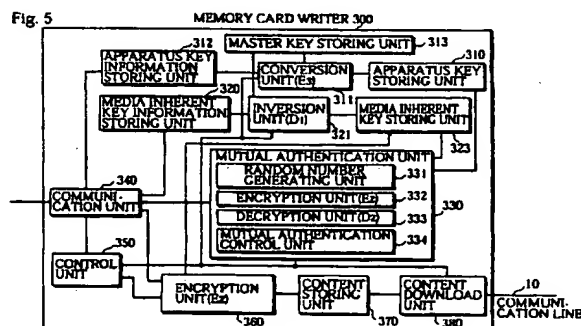 Fig. 5
MEMORY CARD WRITER 300
312
MASTER KEY STORING UNIT
313
APPARATUS KEY
INFORMATION
STORING UNIT
310
CONVERSION
UNIT(E3)
APPARATUS KEY
STORING UNIT
320
311
MEDIA INHERENT
KEY INFORMATION
STORING UNIT
INVERSION
UNIT(D1)
MEDIA INHERENT
KEY STORING UNIT
321
323
MUTUAL AUTHENTICATION
UNIT
RANDOM NUMBER
GENERATING UNIT
331
ENCRYPTION UNIT(E2)
332
330
DECRYPTION UNIT(D2)
333
MUTUAL AUTHENTICATION
CONTROL UNIT
334
340
COMMUNI-
CATION UNIT
350
CONTROL
UNIT
ENCRYPTION
UNIT(E2)
CONTENT
STORING
UNIT
CONTENT
DOWNLOAD
UNIT
10
COMMUNI-
CATION LINE
360
370
380